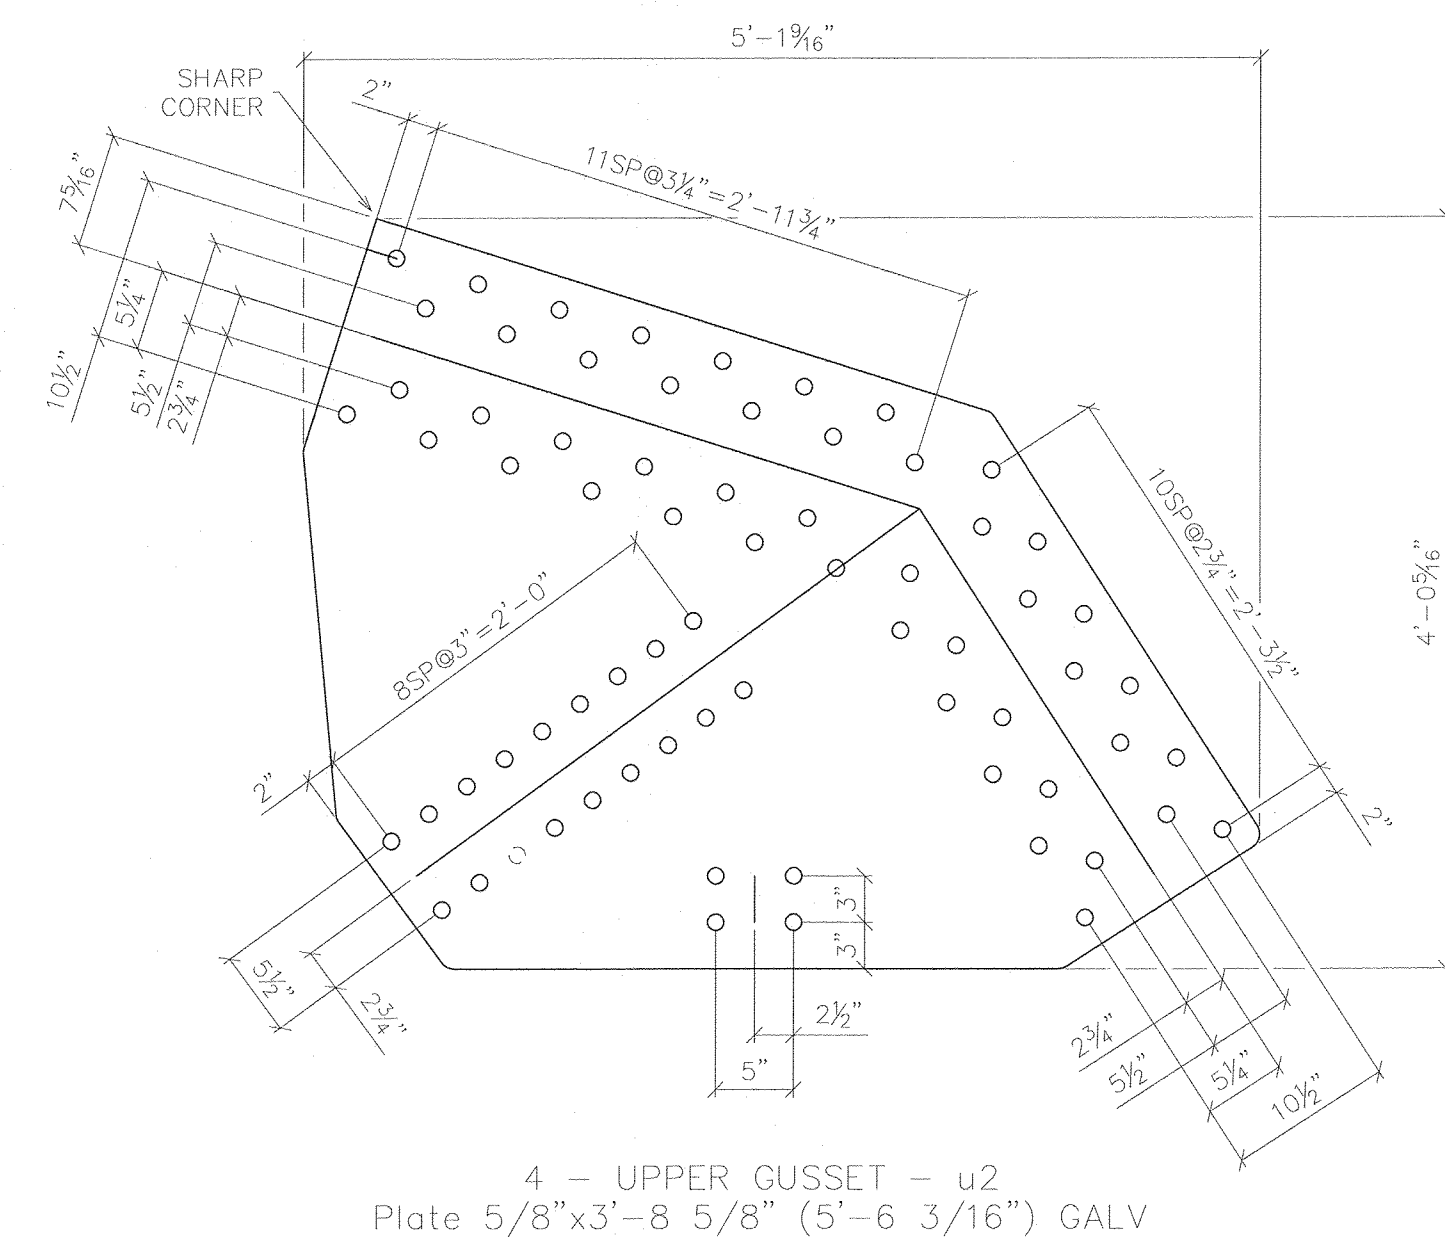 5'-1 9/16"
SHARP
CORNER
2"
11SP@3 1/4"=2'-11 3/4"
7 5/16"
5 1/4"
10 1/2"
5 1/2"
2 3/4"
10SP@2 3/4"=2'-3 1/2"
4'-0 5/16"
8SP@3"=2'-0"
2"
2"
3"
3"
5 1/2"
2 3/4"
2 1/2"
5"
2 3/4"
5 1/2"
5 1/4"
10 1/2"
4 - UPPER GUSSET - u2
Plate 5/8"x3'-8 5/8" (5'-6 3/16") GALV